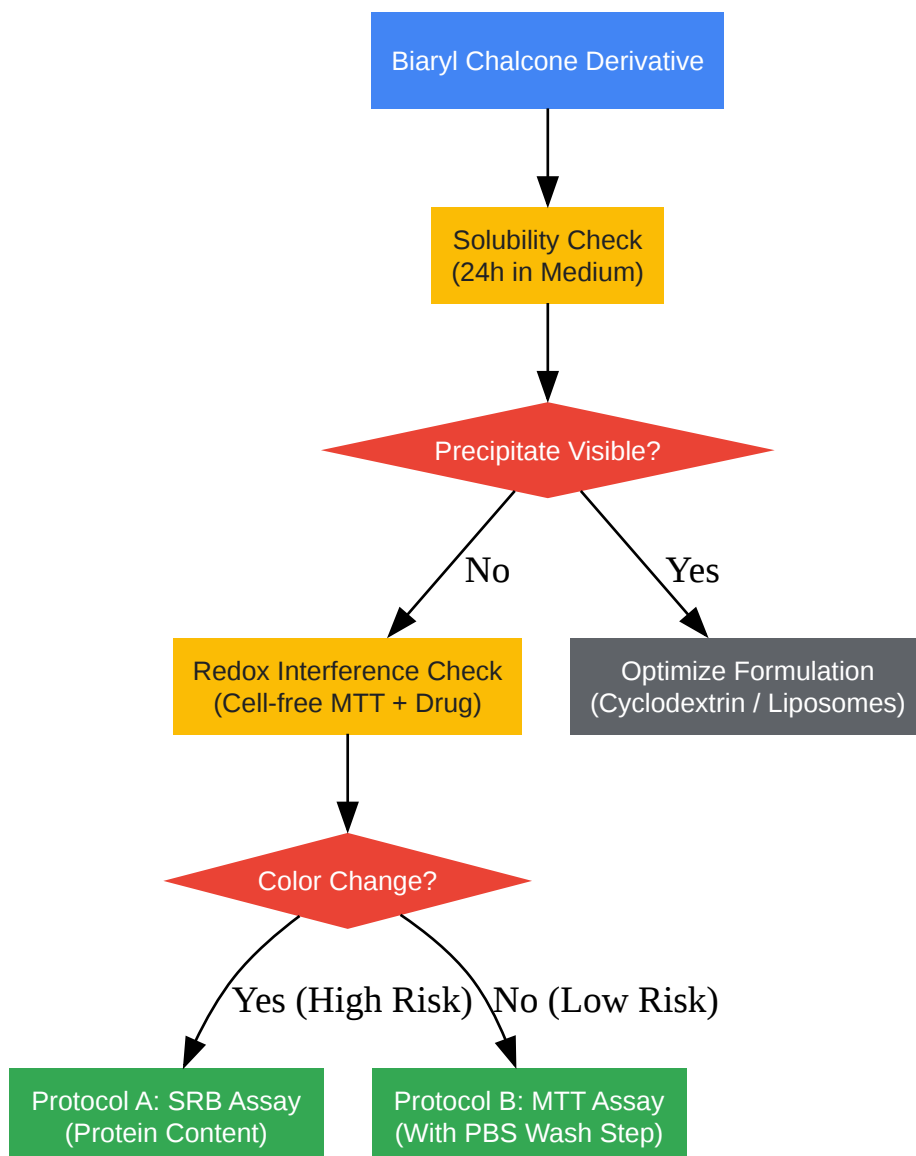 Biaryl Chalcone Derivative
Solubility Check
(24h in Medium)
Precipitate Visible?
No
Yes
Redox Interference Check
(Cell-free MTT + Drug)
Optimize Formulation
(Cyclodextrin / Liposomes)
Color Change?
Yes (High Risk)
No (Low Risk)
Protocol A: SRB Assay
(Protein Content)
Protocol B: MTT Assay
(With PBS Wash Step)